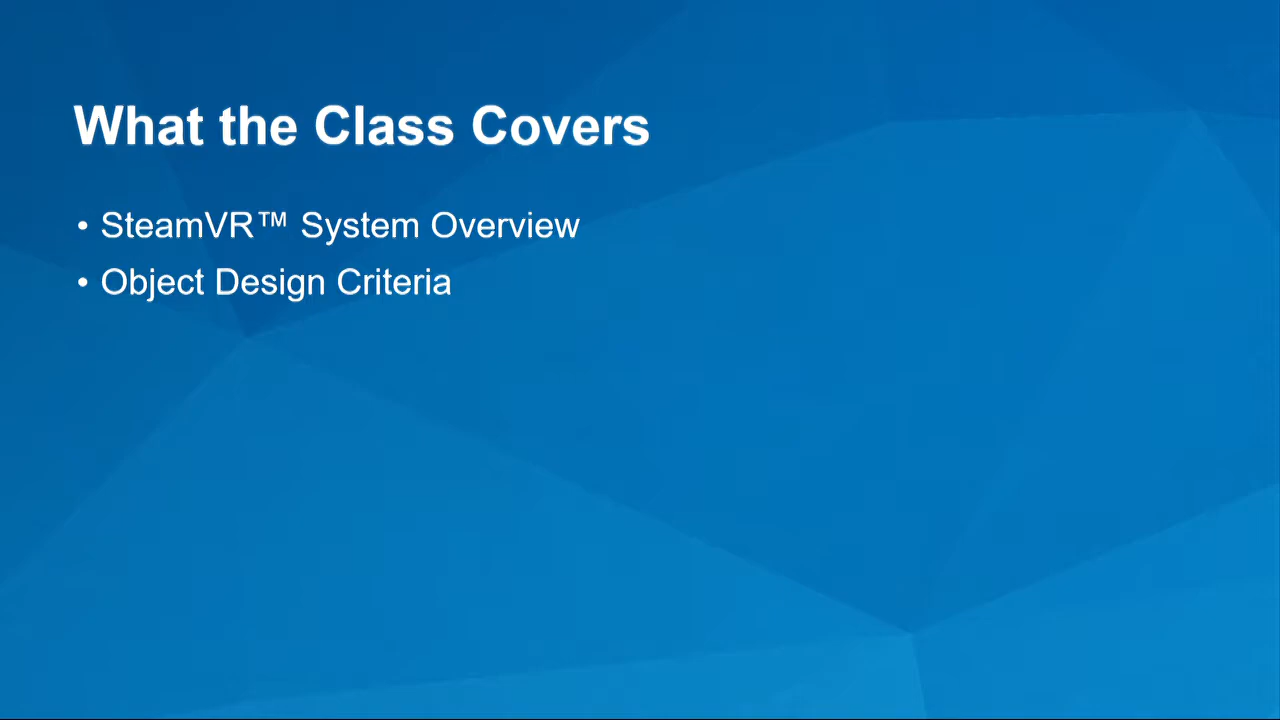 What the Class Covers
• SteamVR™ System Overview
• Object Design Criteria